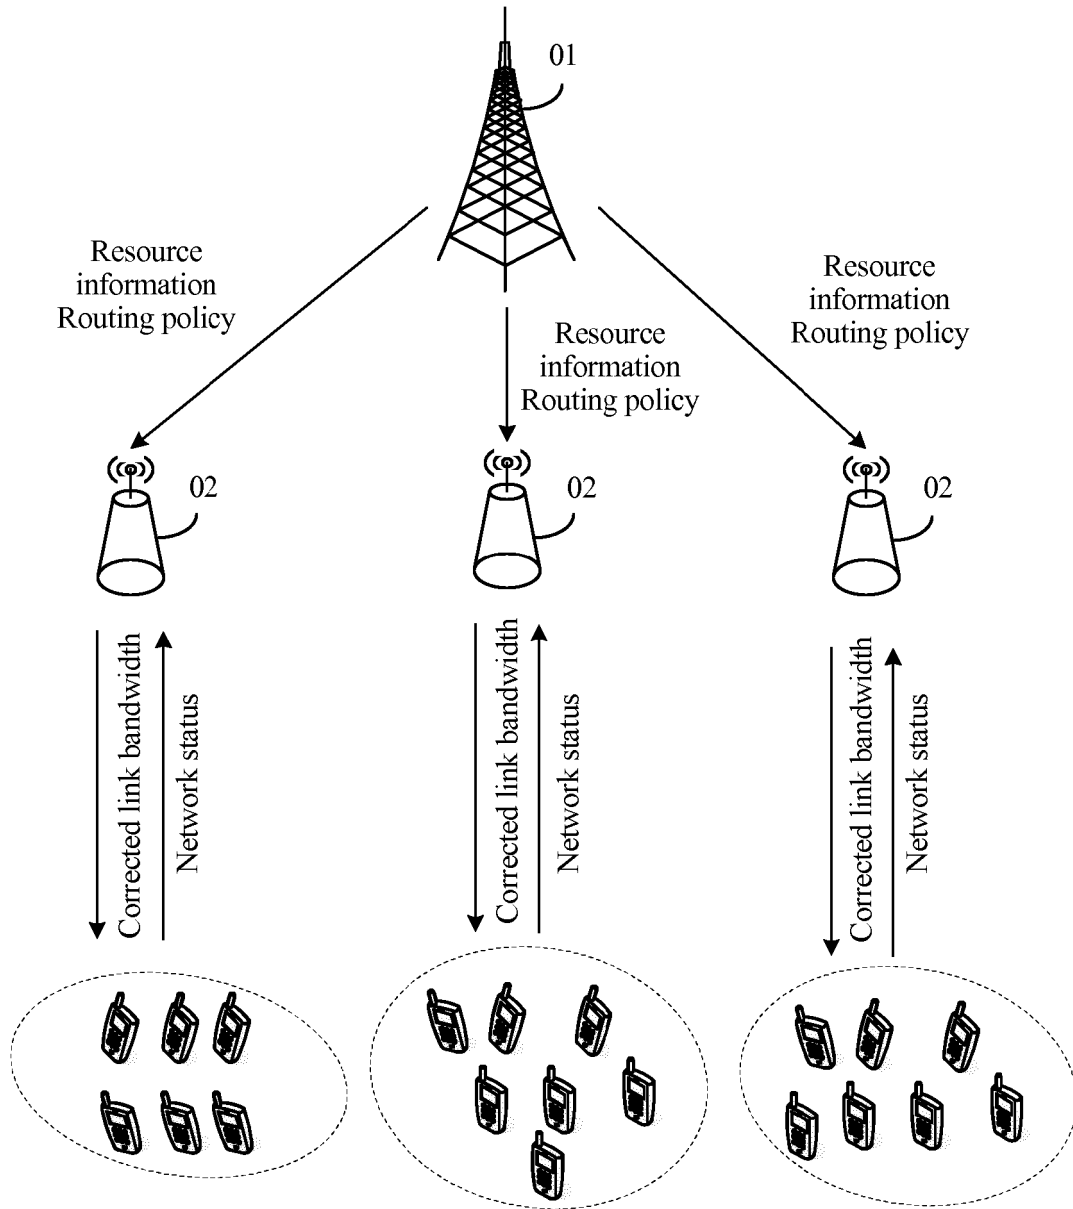 01
Resource
information
Routing policy
Resource
information
Routing policy
Resource
information
Routing policy
02
02
02
Corrected link bandwidth
Network status
Corrected link bandwidth
Network status
Corrected link bandwidth
Network status